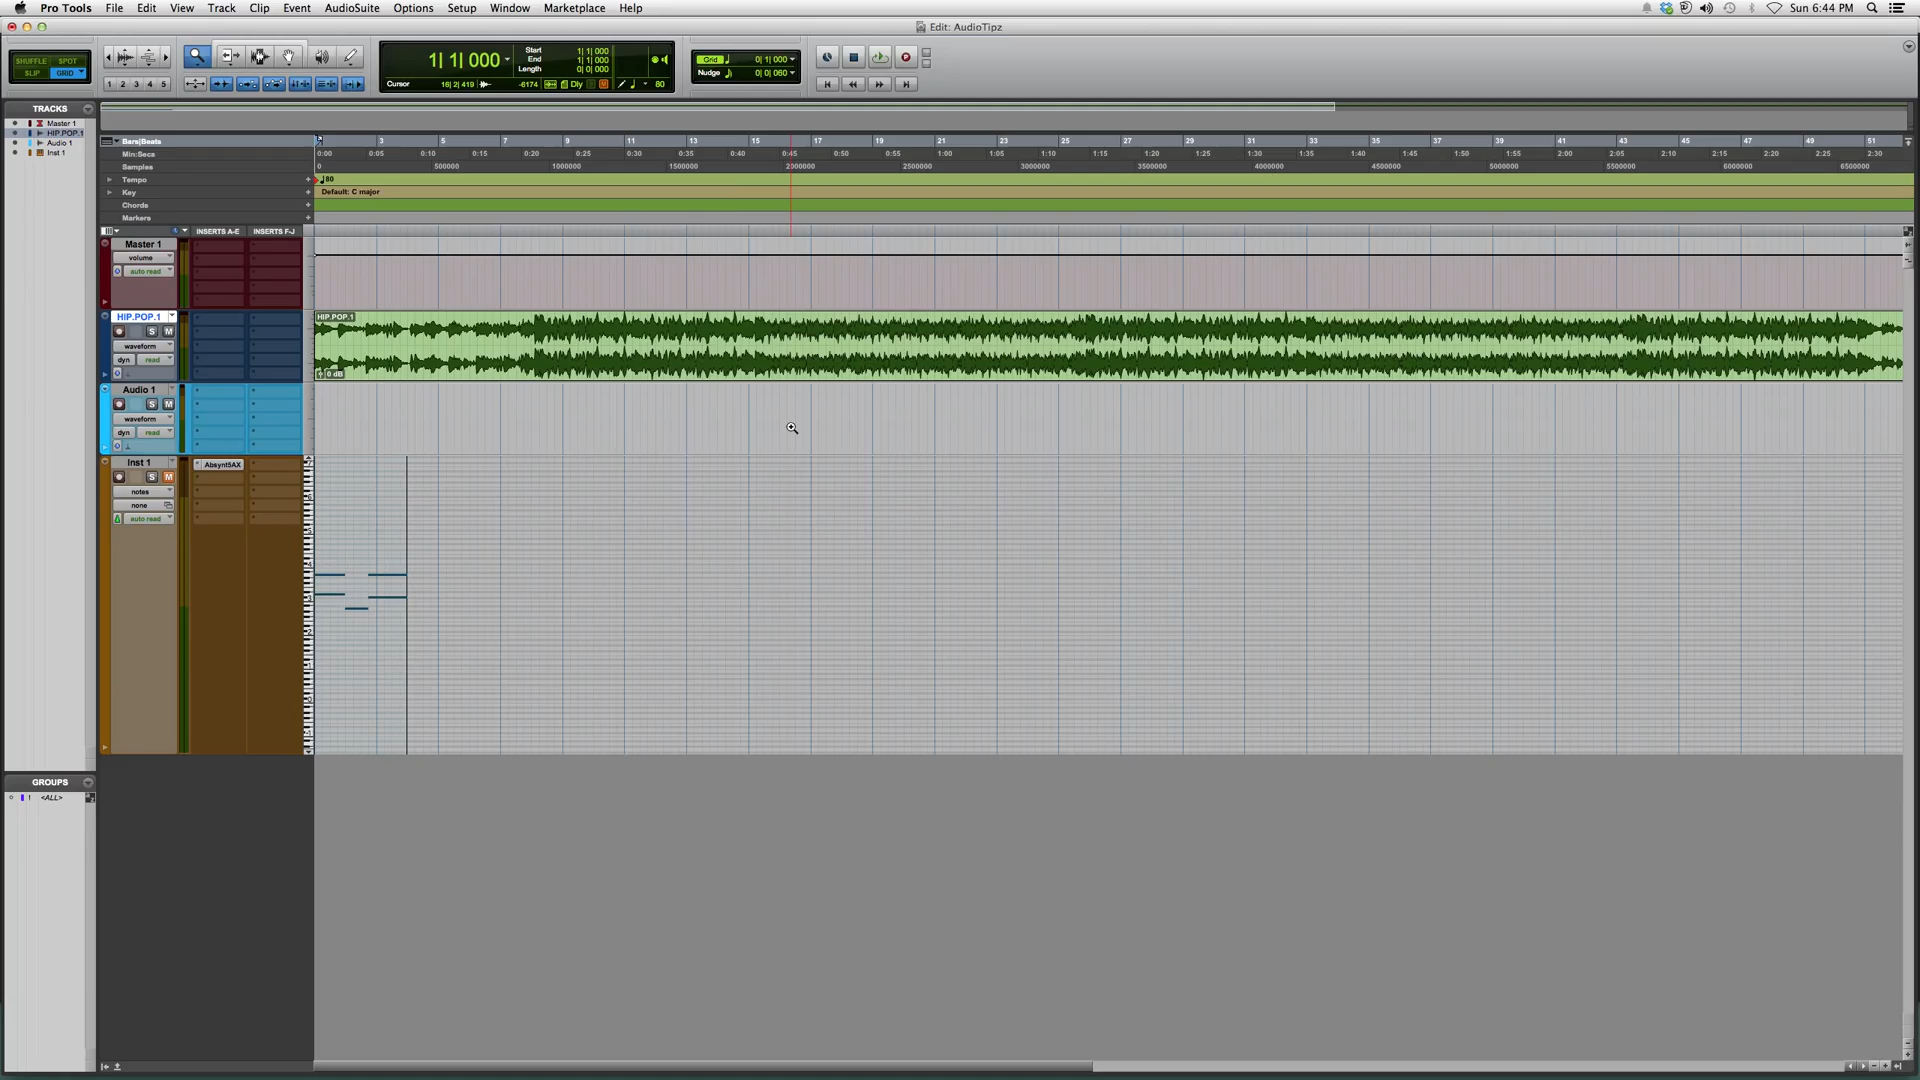 Pro Tools File Edit View Track Clip Event AudioSuite Options Setup Window Marketplace Help Sun 6:44 PM
Edit: AudioTipz
SHUFFLE SPOT
SLIP GRID
1 2 3 4 5
1| 1| 000
Start 1| 1| 000
End 1| 1| 000
Length 0| 0| 000
Cursor 16| 2| 419 -6174 Dly 80
Grid 0| 1| 000
Nudge 0| 0| 060
TRACKS
Master 1
HIP.POP.1
Audio 1
Inst 1
Bars|Beats 3 5 7 9 11 13 15 17 19 21 23 25 27 29 31 33 35 37 39 41 43 45 47 49 51
Min:Secs 0:00 0:05 0:10 0:15 0:20 0:25 0:30 0:35 0:40 0:45 0:50 0:55 1:00 1:05 1:10 1:15 1:20 1:25 1:30 1:35 1:40 1:45 1:50 1:55 2:00 2:05 2:10 2:15 2:20 2:25 2:30
Samples 0 500000 1000000 1500000 2000000 2500000 3000000 3500000 4000000 4500000 5000000 5500000 6000000 6500000
Tempo 80
Key Default: C major
Chords
Markers
INSERTS A-E INSERTS F-J
Master 1
volume
auto read
HIP.POP.1
S M
waveform
dyn read
HIP.POP.1
0 dB
Audio 1
S M
waveform
dyn read
Inst 1 Absynt5AX
S M
notes
none
auto read
GROUPS
1 <ALL>